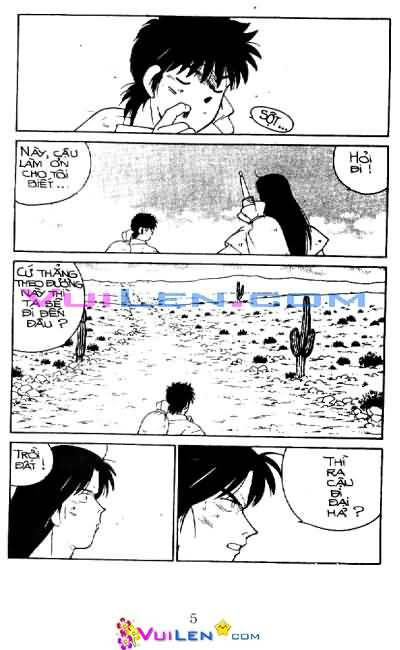 SỘT...
NÀY, CẬU
LÀM ƠN
CHO TÔI
BIẾT...
HỎI
ĐI!
CỨ THẲNG
THEO ĐƯỜNG
NÀY THÌ
TA SẼ
ĐI ĐẾN
ĐÂU?
VUILEN.COM
TRỜI
ĐẤT!
THÌ
RA
CẬU
ĐI
ĐẠI
HẢ?
5
VUILEN.COM